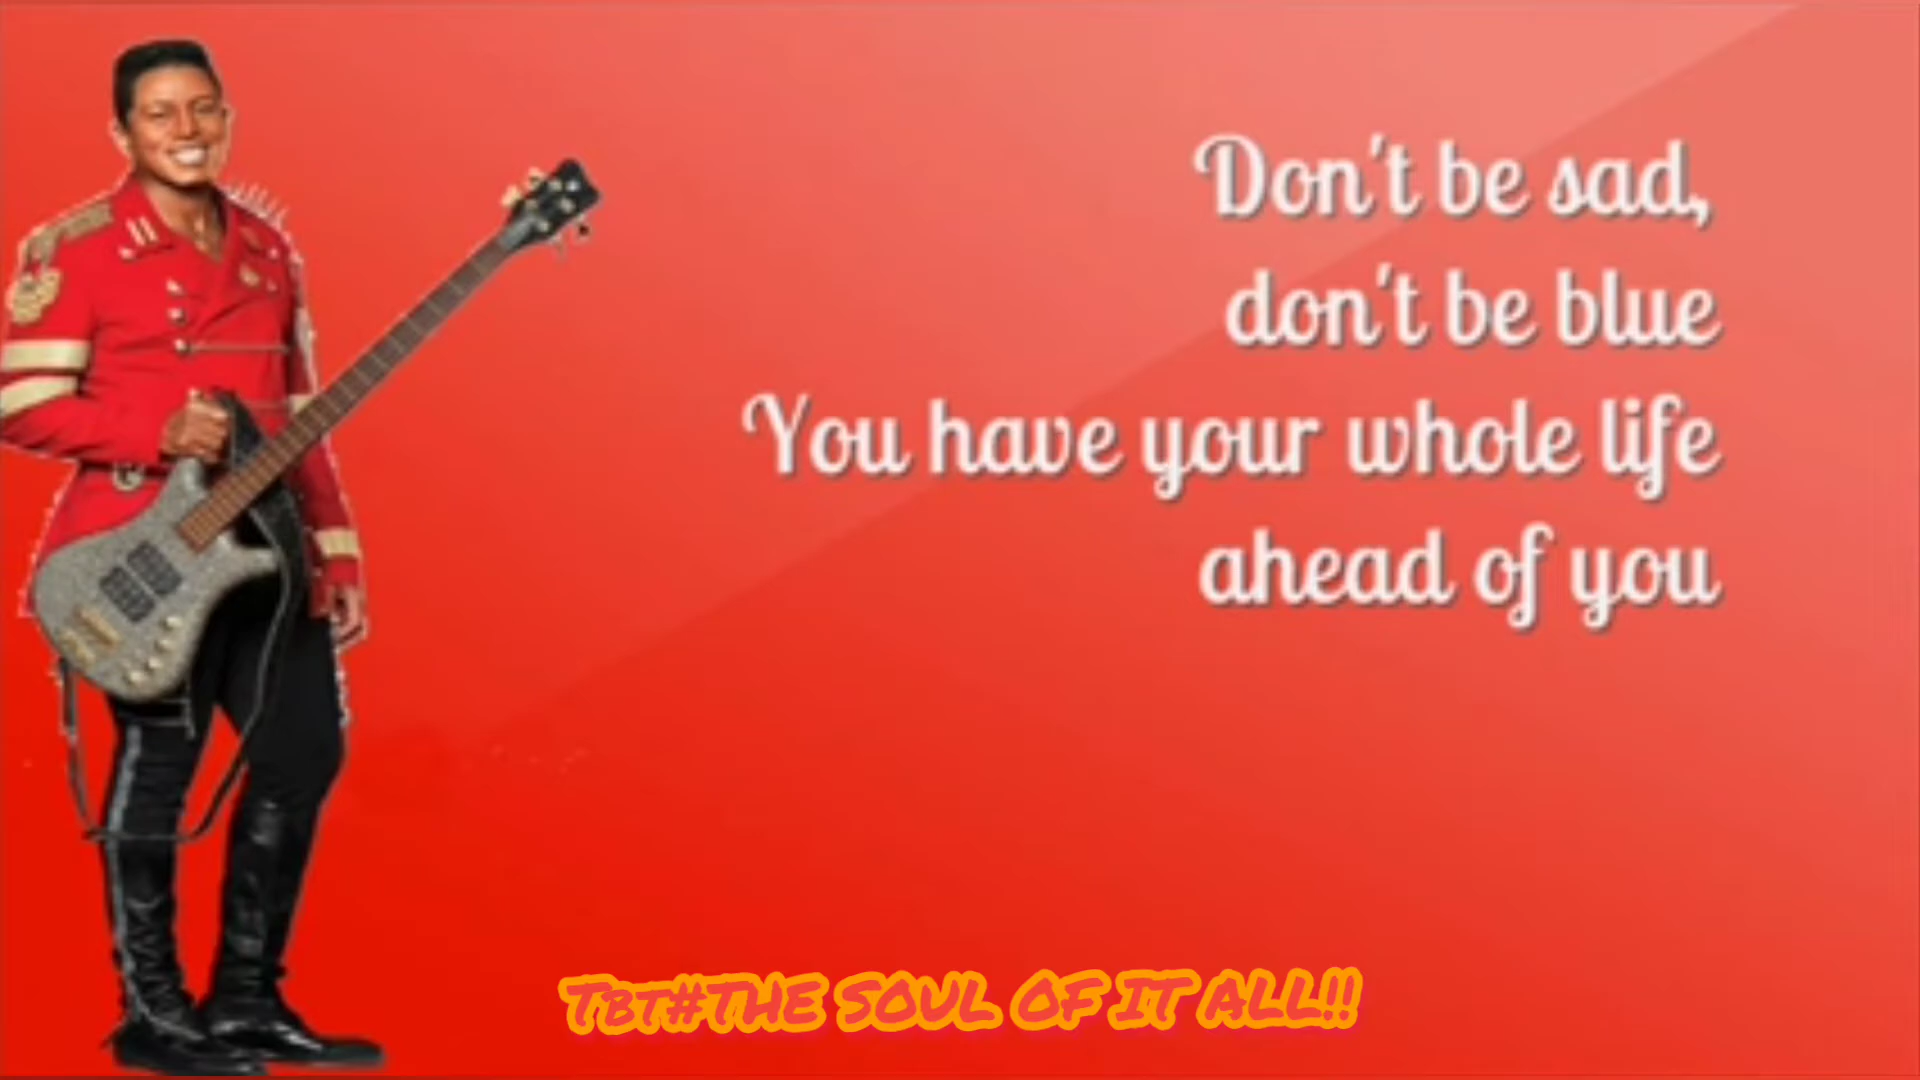 Don't be sad,
don't be blue
You have your whole life
ahead of you
TBT#THE SOUL OF IT ALL!!